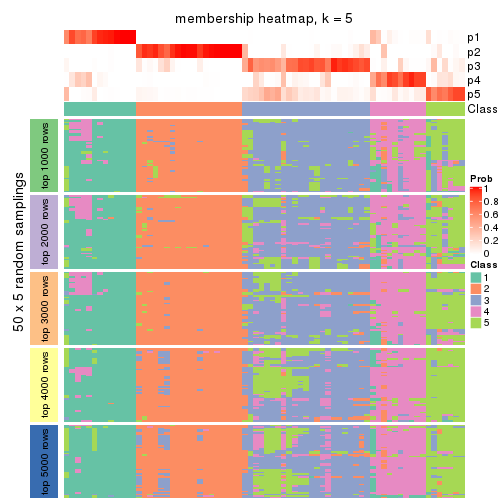 membership heatmap, k = 5
p1
p2
p3
p4
p5
Class
50 x 5 random samplings
top 1000 rows
top 2000 rows
top 3000 rows
top 4000 rows
top 5000 rows
Prob
1
0.8
0.6
0.4
0.2
0
Class
1
2
3
4
5